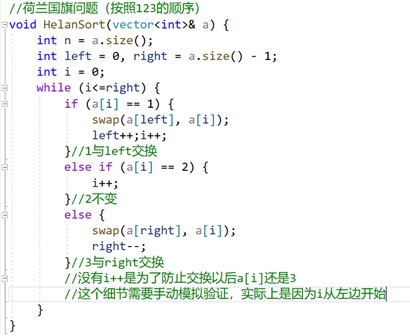 //荷兰国旗问题（按照123的顺序）
void HelanSort(vector<int>& a) {
    int n = a.size();
    int left = 0, right = a.size() - 1;
    int i = 0;
    while (i<=right) {
        if (a[i] == 1) {
            swap(a[left], a[i]);
            left++;i++;
        }//1与left交换
        else if (a[i] == 2) {
            i++;
        }//2不变
        else {
            swap(a[right], a[i]);
            right--;
        }//3与right交换
        //没有i++是为了防止交换以后a[i]还是3
        //这个细节需要手动模拟验证，实际上是因为i从左边开始
    }
}